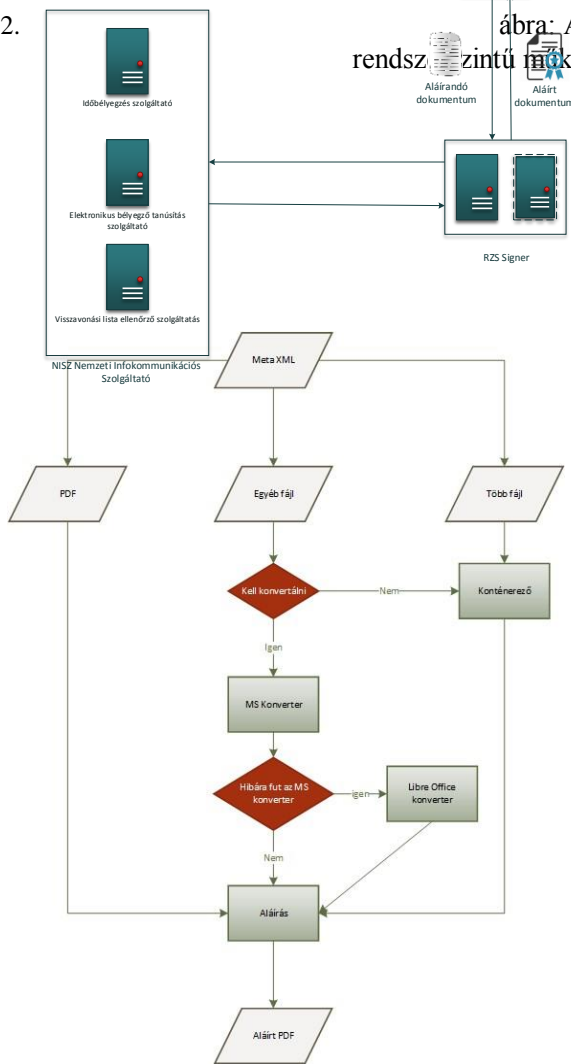 2.
ábra: A
rendsz zintű műk
Aláírandó
dokumentum
Aláírt
dokumentum
Időbélyegzés szolgáltató
Elektronikus bélyegző tanúsítás
szolgáltató
Visszavonási lista ellenőrző szolgáltatás
RZS Signer
NISZ Nemzeti Infokommunikációs
Szolgáltató
Meta XML
PDF
Egyéb fájl
Több fájl
Kell konvertálni
Nem
Konténerező
Igen
MS Konverter
Hibára fut az MS
konverter
igen
Libre Office
konverter
Nem
Aláírás
Aláírt PDF